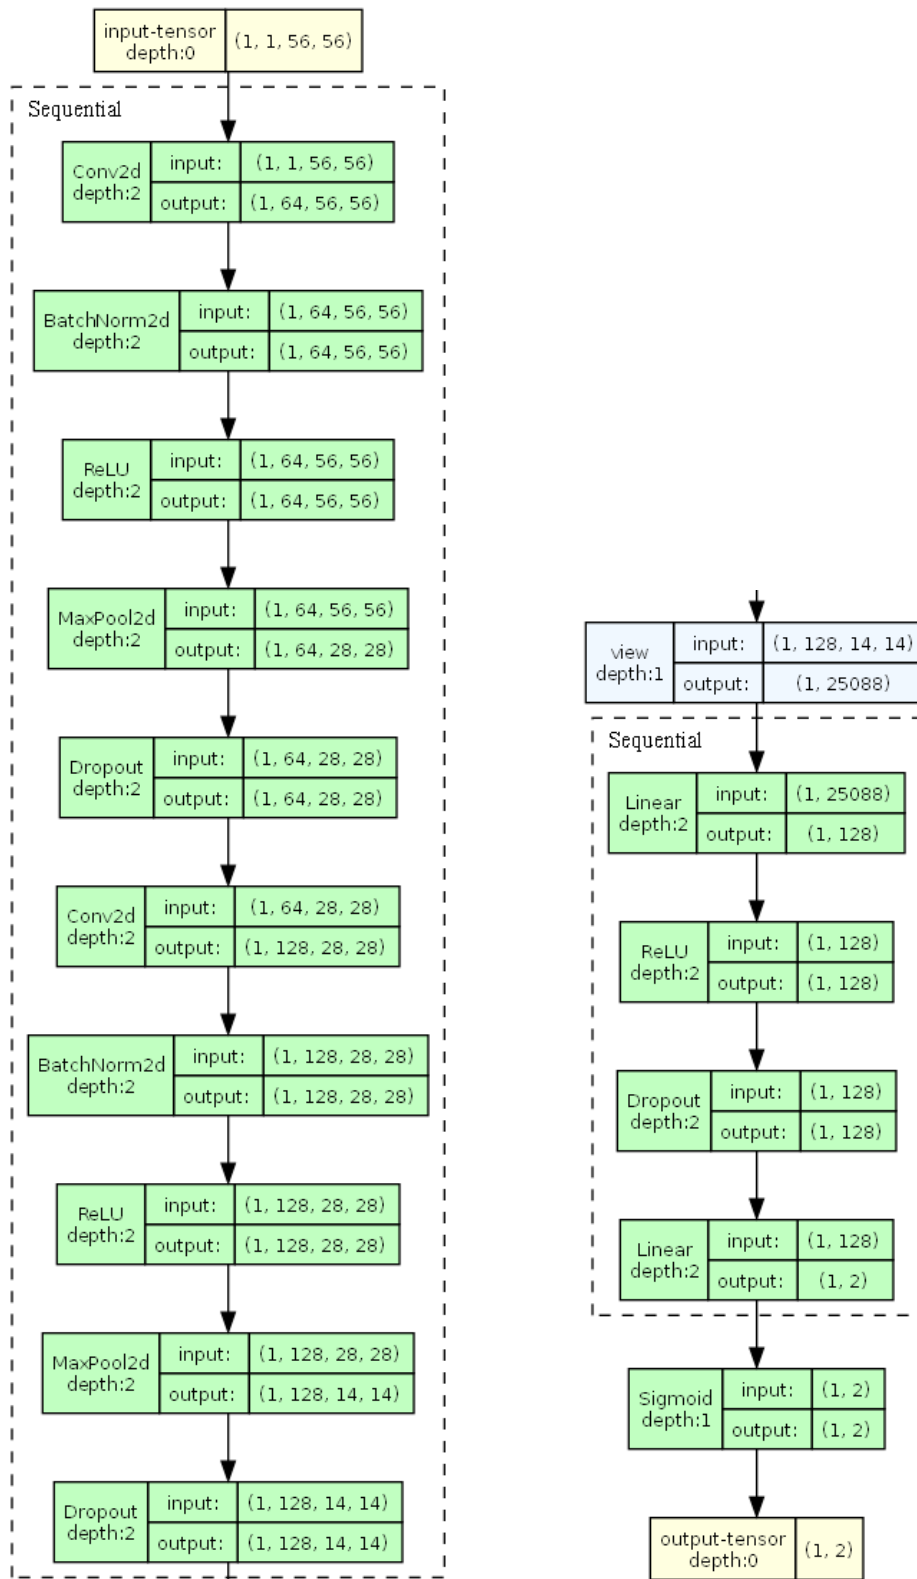 input-tensor
depth:0
(1, 1, 56, 56)
Sequential
Conv2d
depth:2
input:
(1, 1, 56, 56)
output:
(1, 64, 56, 56)
BatchNorm2d
depth:2
input:
(1, 64, 56, 56)
output:
(1, 64, 56, 56)
ReLU
depth:2
input:
(1, 64, 56, 56)
output:
(1, 64, 56, 56)
MaxPool2d
depth:2
input:
(1, 64, 56, 56)
output:
(1, 64, 28, 28)
Dropout
depth:2
input:
(1, 64, 28, 28)
output:
(1, 64, 28, 28)
Conv2d
depth:2
input:
(1, 64, 28, 28)
output:
(1, 128, 28, 28)
BatchNorm2d
depth:2
input:
(1, 128, 28, 28)
output:
(1, 128, 28, 28)
ReLU
depth:2
input:
(1, 128, 28, 28)
output:
(1, 128, 28, 28)
MaxPool2d
depth:2
input:
(1, 128, 28, 28)
output:
(1, 128, 14, 14)
Dropout
depth:2
input:
(1, 128, 14, 14)
output:
(1, 128, 14, 14)
view
depth:1
input:
(1, 128, 14, 14)
output:
(1, 25088)
Sequential
Linear
depth:2
input:
(1, 25088)
output:
(1, 128)
ReLU
depth:2
input:
(1, 128)
output:
(1, 128)
Dropout
depth:2
input:
(1, 128)
output:
(1, 128)
Linear
depth:2
input:
(1, 128)
output:
(1, 2)
Sigmoid
depth:1
input:
(1, 2)
output:
(1, 2)
output-tensor
depth:0
(1, 2)